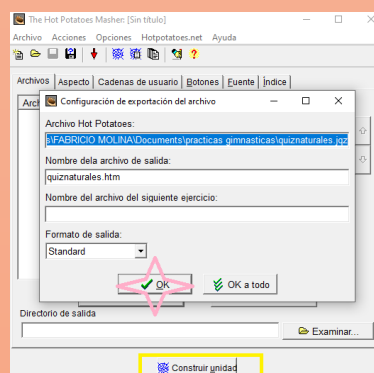 The Hot Potatoes Masher: [Sin título]
Archivo Acciones Opciones Hotpotatoes.net Ayuda
Archivos Aspecto Cadenas de usuario Botones Fuente Índice
Configuración de exportación del archivo
Archivo Hot Potatoes:
s\FABRICIO MOLINA\Documents\practicas gimnasticas\quiznaturales.jqz
Nombre dela archivo de salida:
quiznaturales.htm
Nombre del archivo del siguiente ejercicio:
Formato de salida:
Standard
OK OK a todo
Directorio de salida
Examinar...
Construir unidad